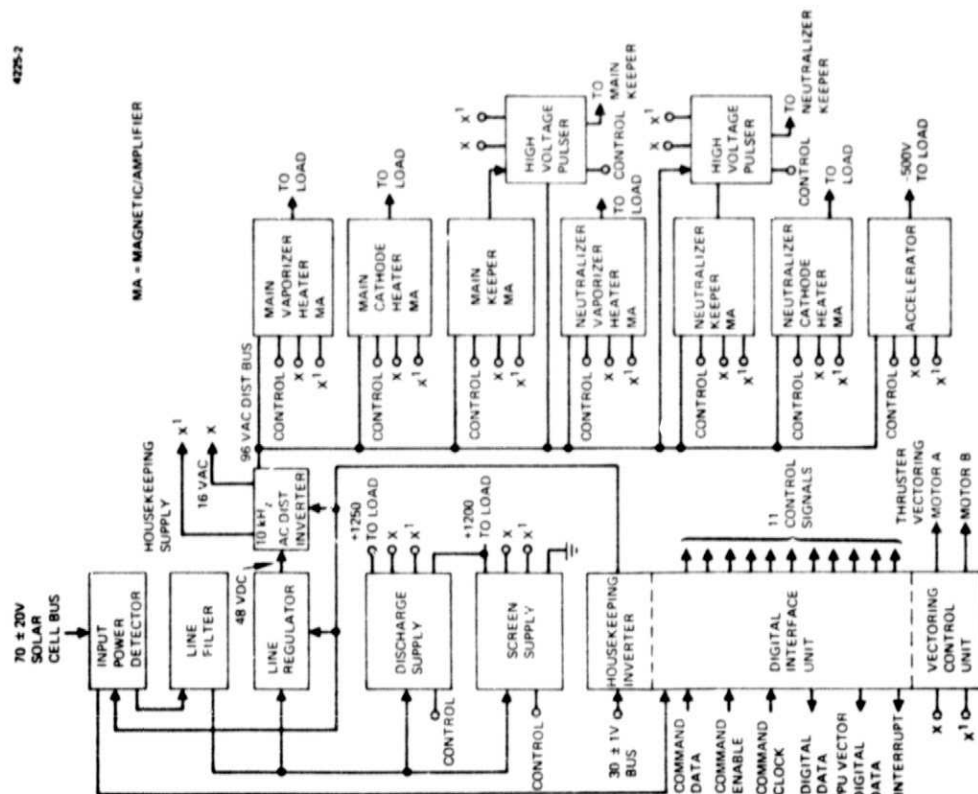 4225-2
MA = MAGNETIC/AMPLIFIER
70 ± 20V
SOLAR
CELL BUS
INPUT
POWER
DETECTOR
LINE
FILTER
LINE
REGULATOR
48 VDC
HOUSEKEEPING
SUPPLY
16 VAC
X¹
X
10 kHz
AC DIST
INVERTER
96 VAC DIST BUS
DISCHARGE
SUPPLY
CONTROL
+1250
TO LOAD
X
X¹
SCREEN
SUPPLY
CONTROL
+1200
TO LOAD
X
X¹
30 ± 1V
BUS
HOUSEKEEPING
INVERTER
DIGITAL
INTERFACE
UNIT
COMMAND
DATA
COMMAND
ENABLE
COMMAND
CLOCK
DIGITAL
DATA
PU VECTOR
DIGITAL
DATA
INTERRUPT
11
CONTROL
SIGNALS
VECTORING
CONTROL
UNIT
X
X¹
THRUSTER
VECTORING
MOTOR A
MOTOR B
CONTROL
X
X¹
MAIN
VAPORIZER
HEATER
MA
TO
LOAD
CONTROL
X
X¹
MAIN
CATHODE
HEATER
MA
TO
LOAD
CONTROL
X
X¹
MAIN
KEEPER
MA
HIGH
VOLTAGE
PULSER
X
X¹
CONTROL
TO
MAIN
KEEPER
CONTROL
X
X¹
NEUTRALIZER
VAPORIZER
HEATER
MA
TO
LOAD
CONTROL
X
X¹
NEUTRALIZER
KEEPER
MA
HIGH
VOLTAGE
PULSER
X
X¹
CONTROL
TO
NEUTRALIZER
KEEPER
CONTROL
X
X¹
NEUTRALIZER
CATHODE
HEATER
MA
TO
LOAD
CONTROL
X
X¹
ACCELERATOR
-500V
TO LOAD